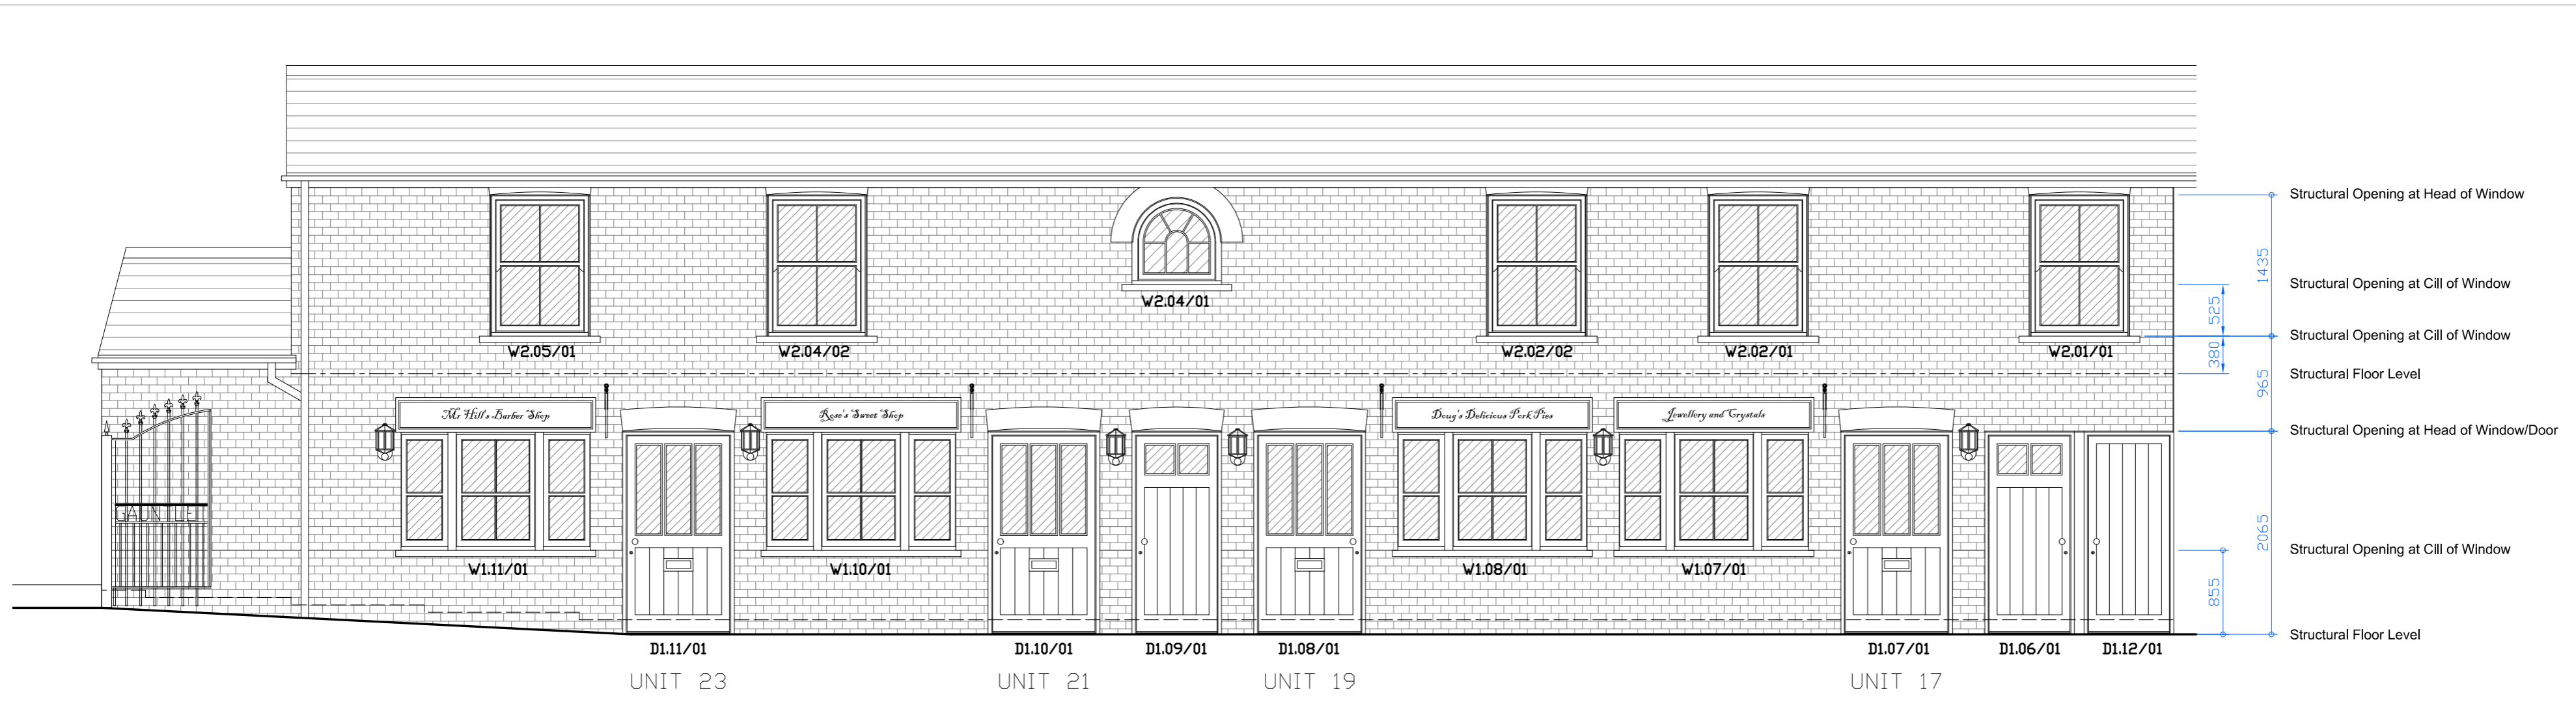 Structural Opening at Head of Window
1435
Structural Opening at Cill of Window
W2.04/01
525
Structural Opening at Cill of Window
W2.05/01
W2.04/02
W2.02/02
W2.02/01
W2.01/01
380
Structural Floor Level
965
Mr Hill's Barber Shop
Rose's Sweet Shop
Doug's Delicious Pork Pies
Jewellery and Crystals
Structural Opening at Head of Window/Door
GAUNTLE
2065
Structural Opening at Cill of Window
W1.11/01
W1.10/01
W1.08/01
W1.07/01
855
Structural Floor Level
D1.11/01
D1.10/01
D1.09/01
D1.08/01
D1.07/01
D1.06/01
D1.12/01
UNIT 23
UNIT 21
UNIT 19
UNIT 17